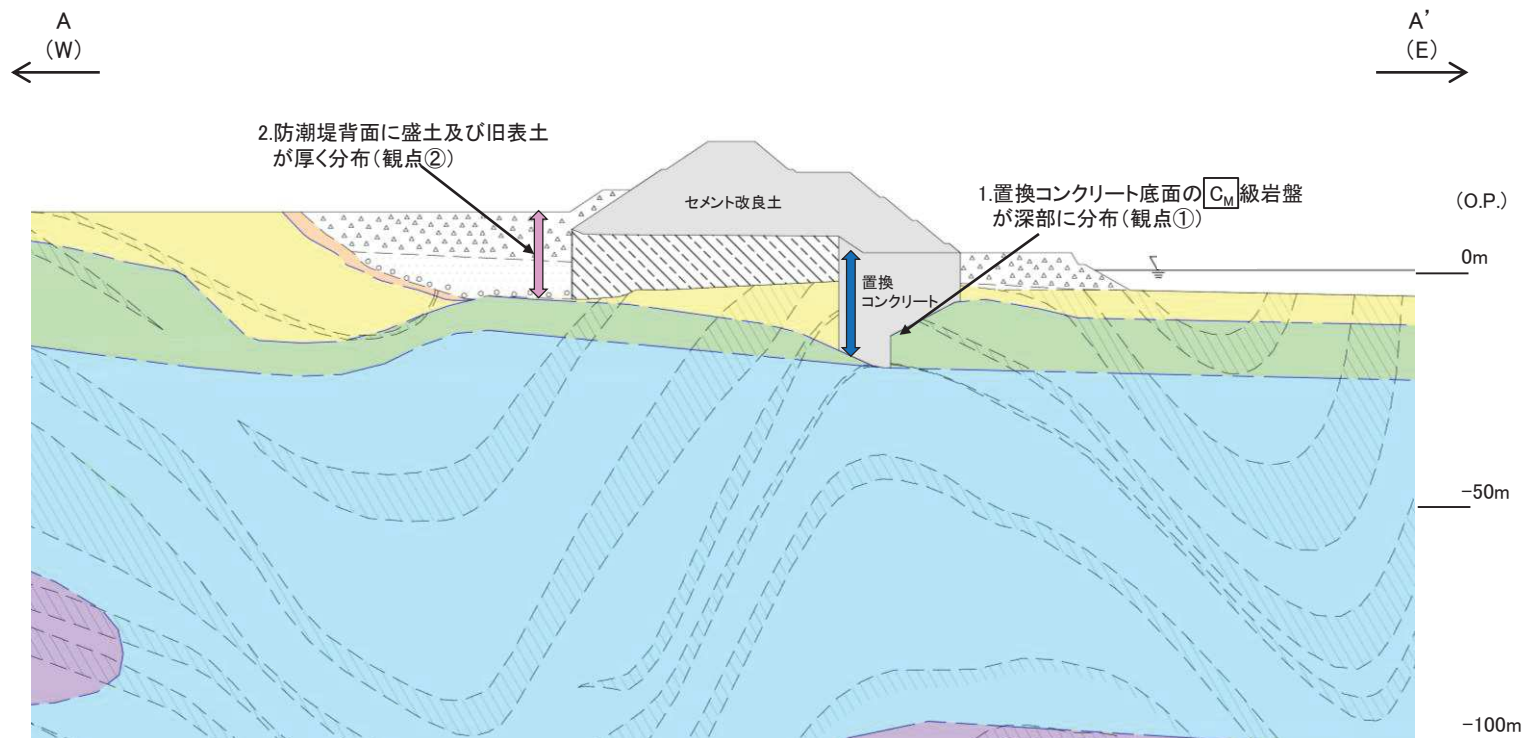 A
(W)
A’
(E)
2.防潮堤背面に盛土及び旧表土
が厚く分布(観点②)
セメント改良土
1.置換コンクリート底面のCM級岩盤
が深部に分布(観点①)
(O.P.)
0m
置換
コンクリート
-50m
-100m